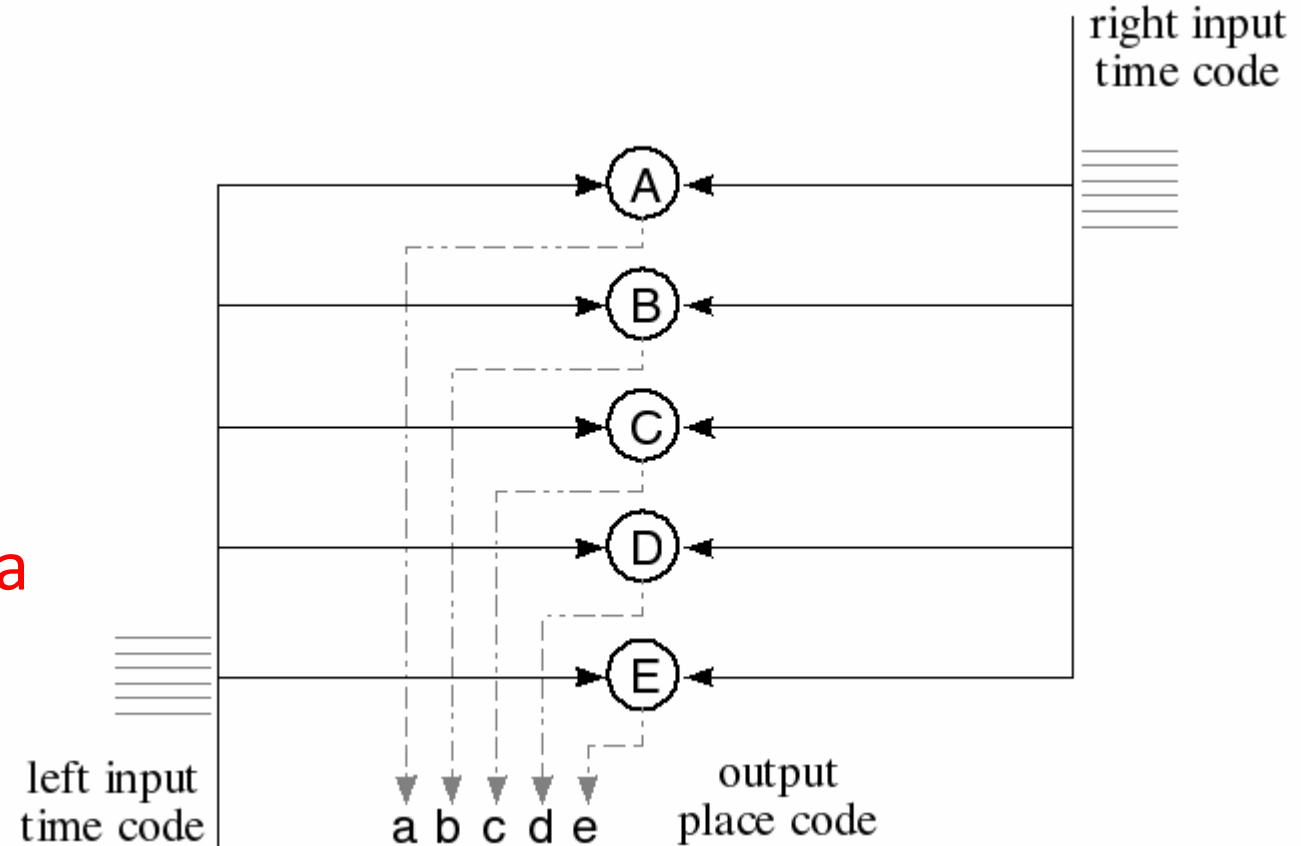 right input
time code
A
B
C
D
a
E
left input
time code
output
place code
a b c d e